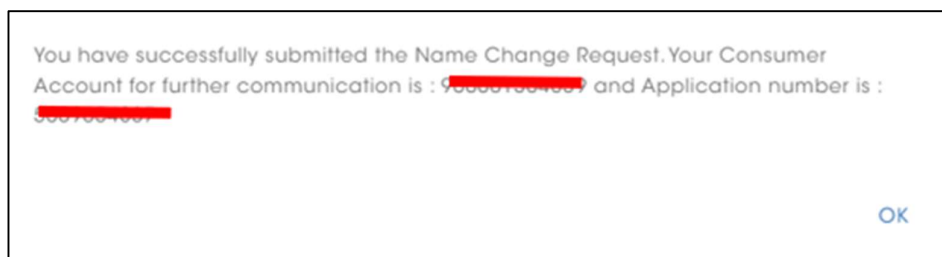 You have successfully submitted the Name Change Request. Your Consumer
Account for further communication is : and Application number is :
OK